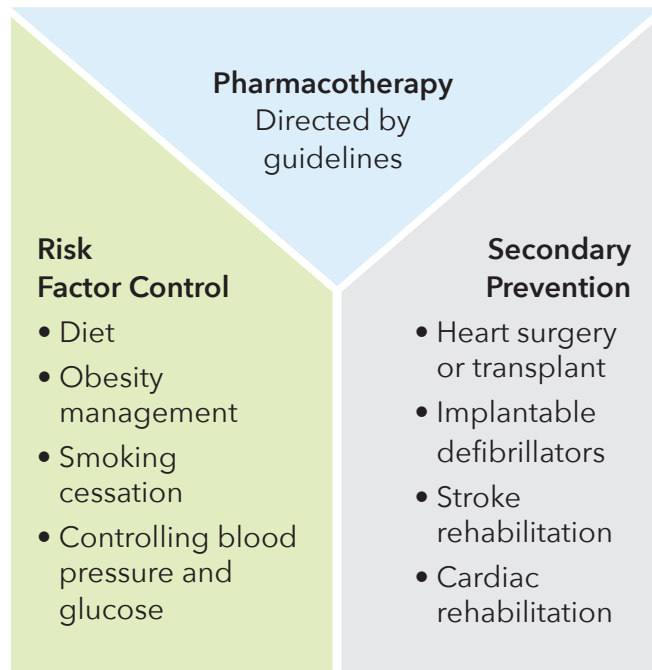 Pharmacotherapy
Directed by
guidelines
Risk
Factor Control
• Diet
• Obesity
management
• Smoking
cessation
• Controlling blood
pressure and
glucose
Secondary
Prevention
• Heart surgery
or transplant
• Implantable
defibrillators
• Stroke
rehabilitation
• Cardiac
rehabilitation